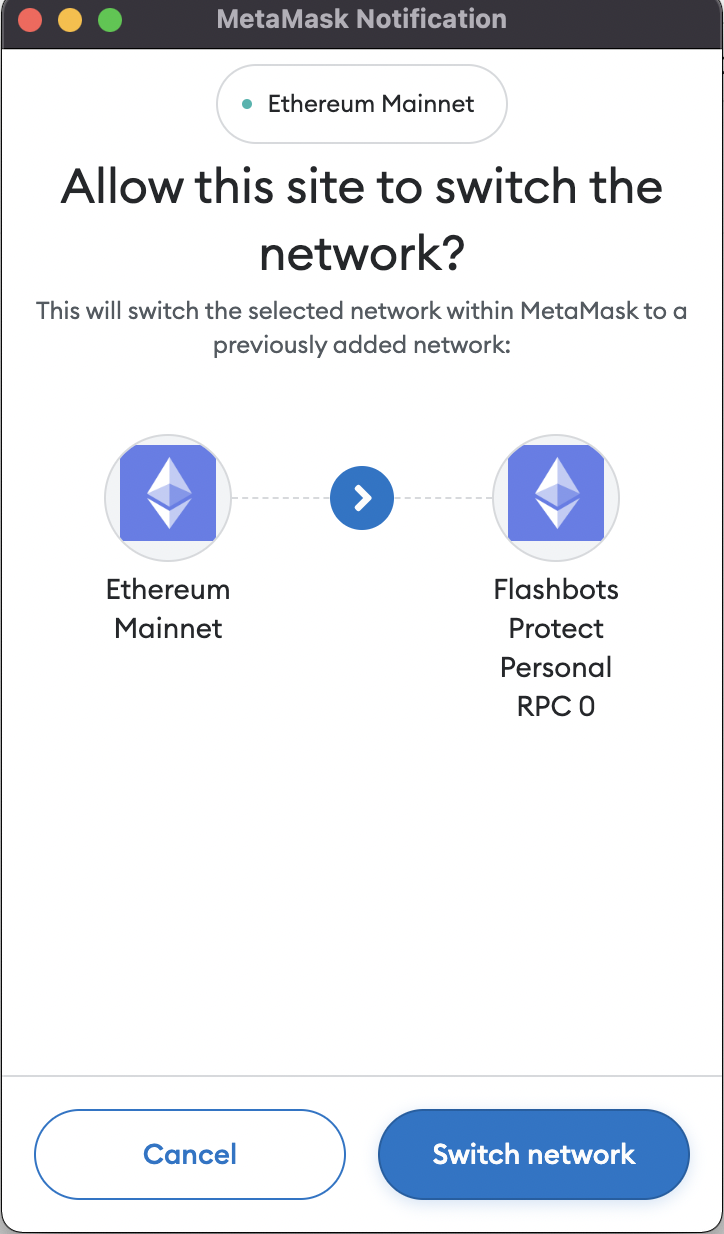 MetaMask Notification
Ethereum Mainnet
Allow this site to switch the
network?
This will switch the selected network within MetaMask to a
previously added network:
Ethereum
Mainnet
Flashbots
Protect
Personal
RPC 0
Cancel
Switch network